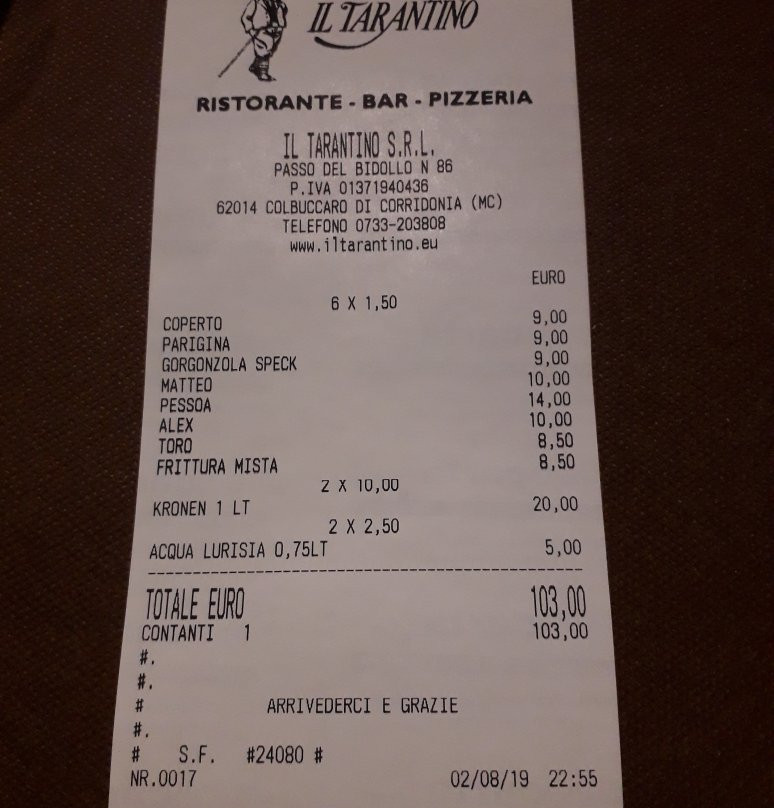 IL TARANTINO
RISTORANTE - BAR - PIZZERIA
IL TARANTINO S.R.L.
PASSO DEL BIDOLLO N 86
P.IVA 01371940436
62014 COLBUCCARO DI CORRIDONIA (MC)
TELEFONO 0733-203808
www.iltarantino.eu
EURO
6 X 1,50
COPERTO 9,00
PARIGINA 9,00
GORGONZOLA SPECK 9,00
MATTEO 10,00
PESSOA 14,00
ALEX 10,00
TORO 8,50
FRITTURA MISTA 8,50
2 X 10,00
KRONEN 1 LT 20,00
2 X 2,50
ACQUA LURISIA 0,75LT 5,00
TOTALE EURO 103,00
CONTANTI 1 103,00
#.
#.
# ARRIVEDERCI E GRAZIE
#.
# S.F. #24080 #
NR.0017 02/08/19 22:55